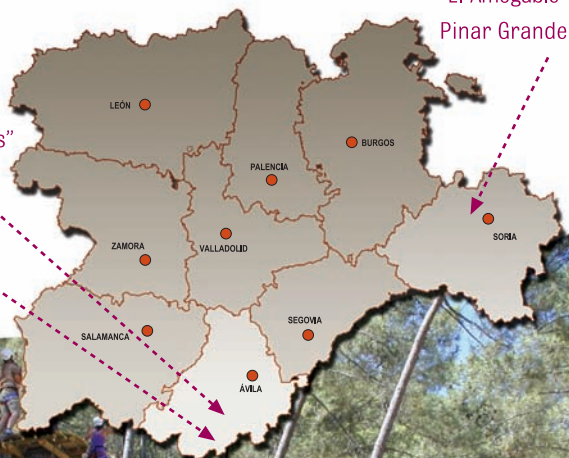 Pinar Grande
LEÓN
BURGOS
s”
PALENCIA
SORIA
ZAMORA
VALLADOLID
SALAMANCA
SEGOVIA
ÁVILA